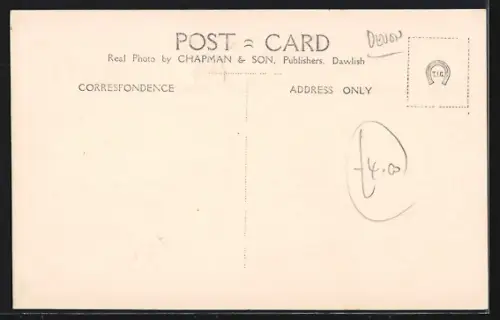 POST CARD
DEVON
Real Photo by CHAPMAN & SON, Publishers, Dawlish
CORRESPONDENCE
ADDRESS ONLY
£4.00